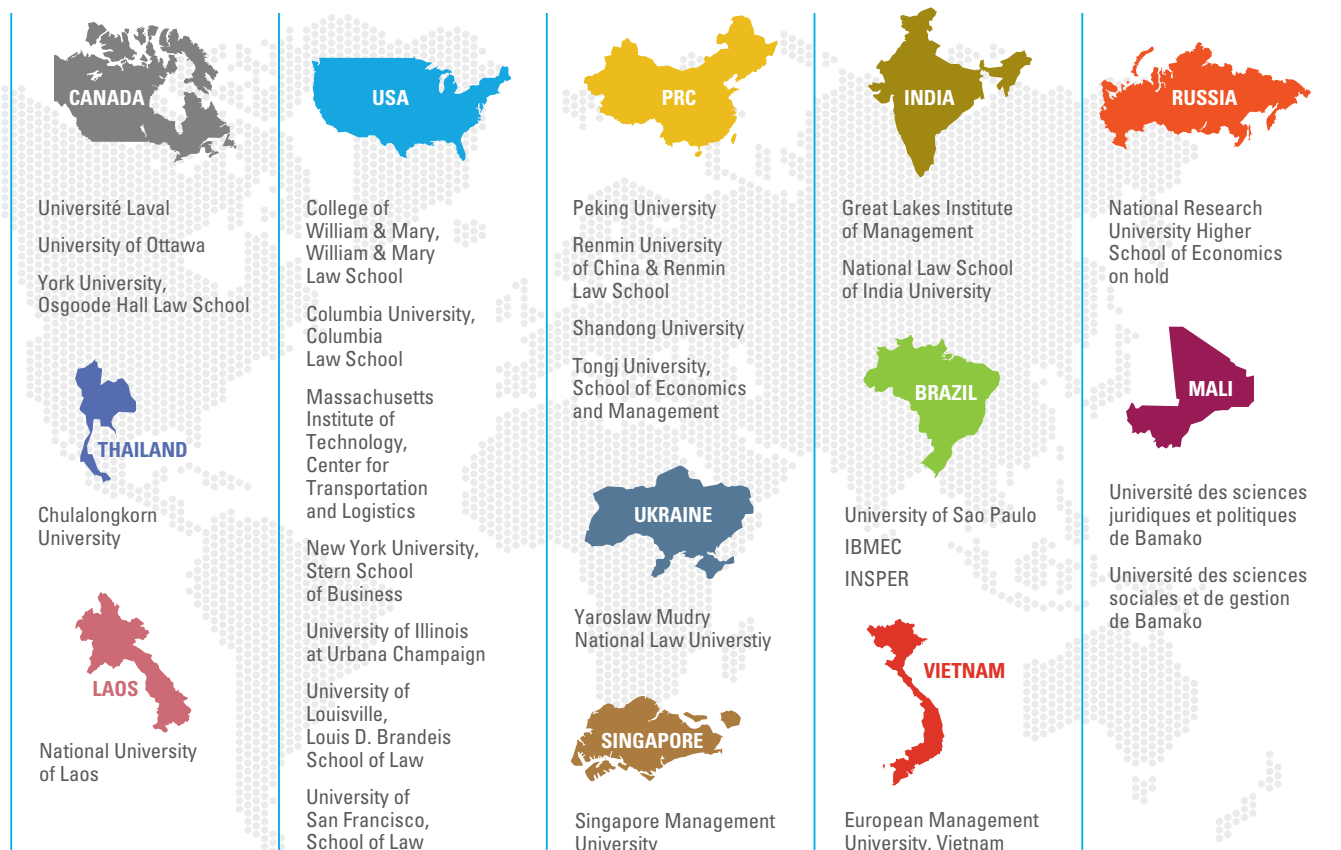 CANADA
Université Laval
University of Ottawa
York University,
Osgoode Hall Law School
THAILAND
Chulalongkorn
University
LAOS
National University
of Laos
USA
College of
William & Mary,
William & Mary
Law School
Columbia University,
Columbia
Law School
Massachusetts
Institute of
Technology,
Center for
Transportation
and Logistics
New York University,
Stern School
of Business
University of Illinois
at Urbana Champaign
University of
Louisville,
Louis D. Brandeis
School of Law
University of
San Francisco,
School of Law
PRC
Peking University
Renmin University
of China & Renmin
Law School
Shandong University
Tongj University,
School of Economics
and Management
UKRAINE
Yaroslaw Mudry
National Law Universtiy
SINGAPORE
Singapore Management
University
INDIA
Great Lakes Institute
of Management
National Law School
of India University
BRAZIL
University of Sao Paulo
IBMEC
INSPER
VIETNAM
European Management
University, Vietnam
RUSSIA
National Research
University Higher
School of Economics
on hold
MALI
Université des sciences
juridiques et politiques
de Bamako
Université des sciences
sociales et de gestion
de Bamako